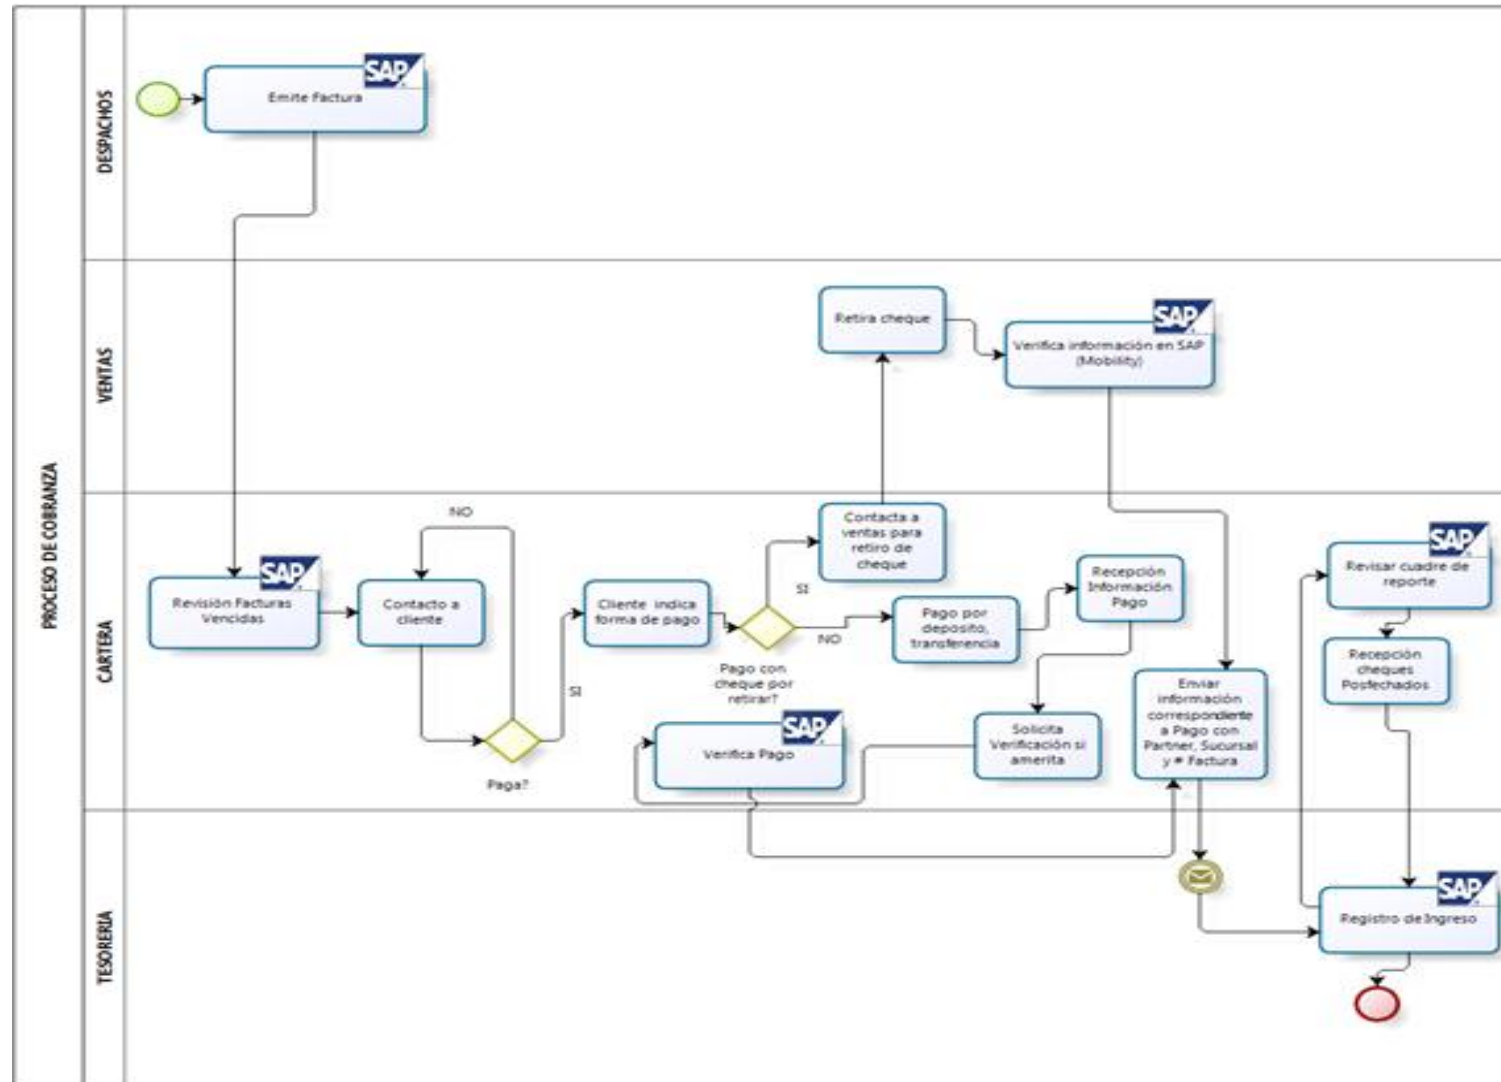 PROCESO DE COBRANZA
DESPACHOS
SAP
Emite Factura
VENTAS
Retira cheque
SAP
Verifica información en SAP
(Mobility)
CARTERA
SAP
Revisión Facturas
Vencidas
NO
Contacto a
cliente
Paga?
SI
Cliente indica
forma de pago
Pago con
cheque por
retirar?
SI
Contacta a
ventas para
retiro de
cheque
NO
Pago por
deposito,
transferencia
Recepción
Información
Pago
Solicita
Verificación si
amerita
SAP
Verifica Pago
Enviar
información
correspondiente
a Pago con
Partner, Sucursal
y # Factura
SAP
Revisar cuadre de
reporte
Recepción
cheques
Posfechados
TESORERIA
SAP
Registro de Ingreso